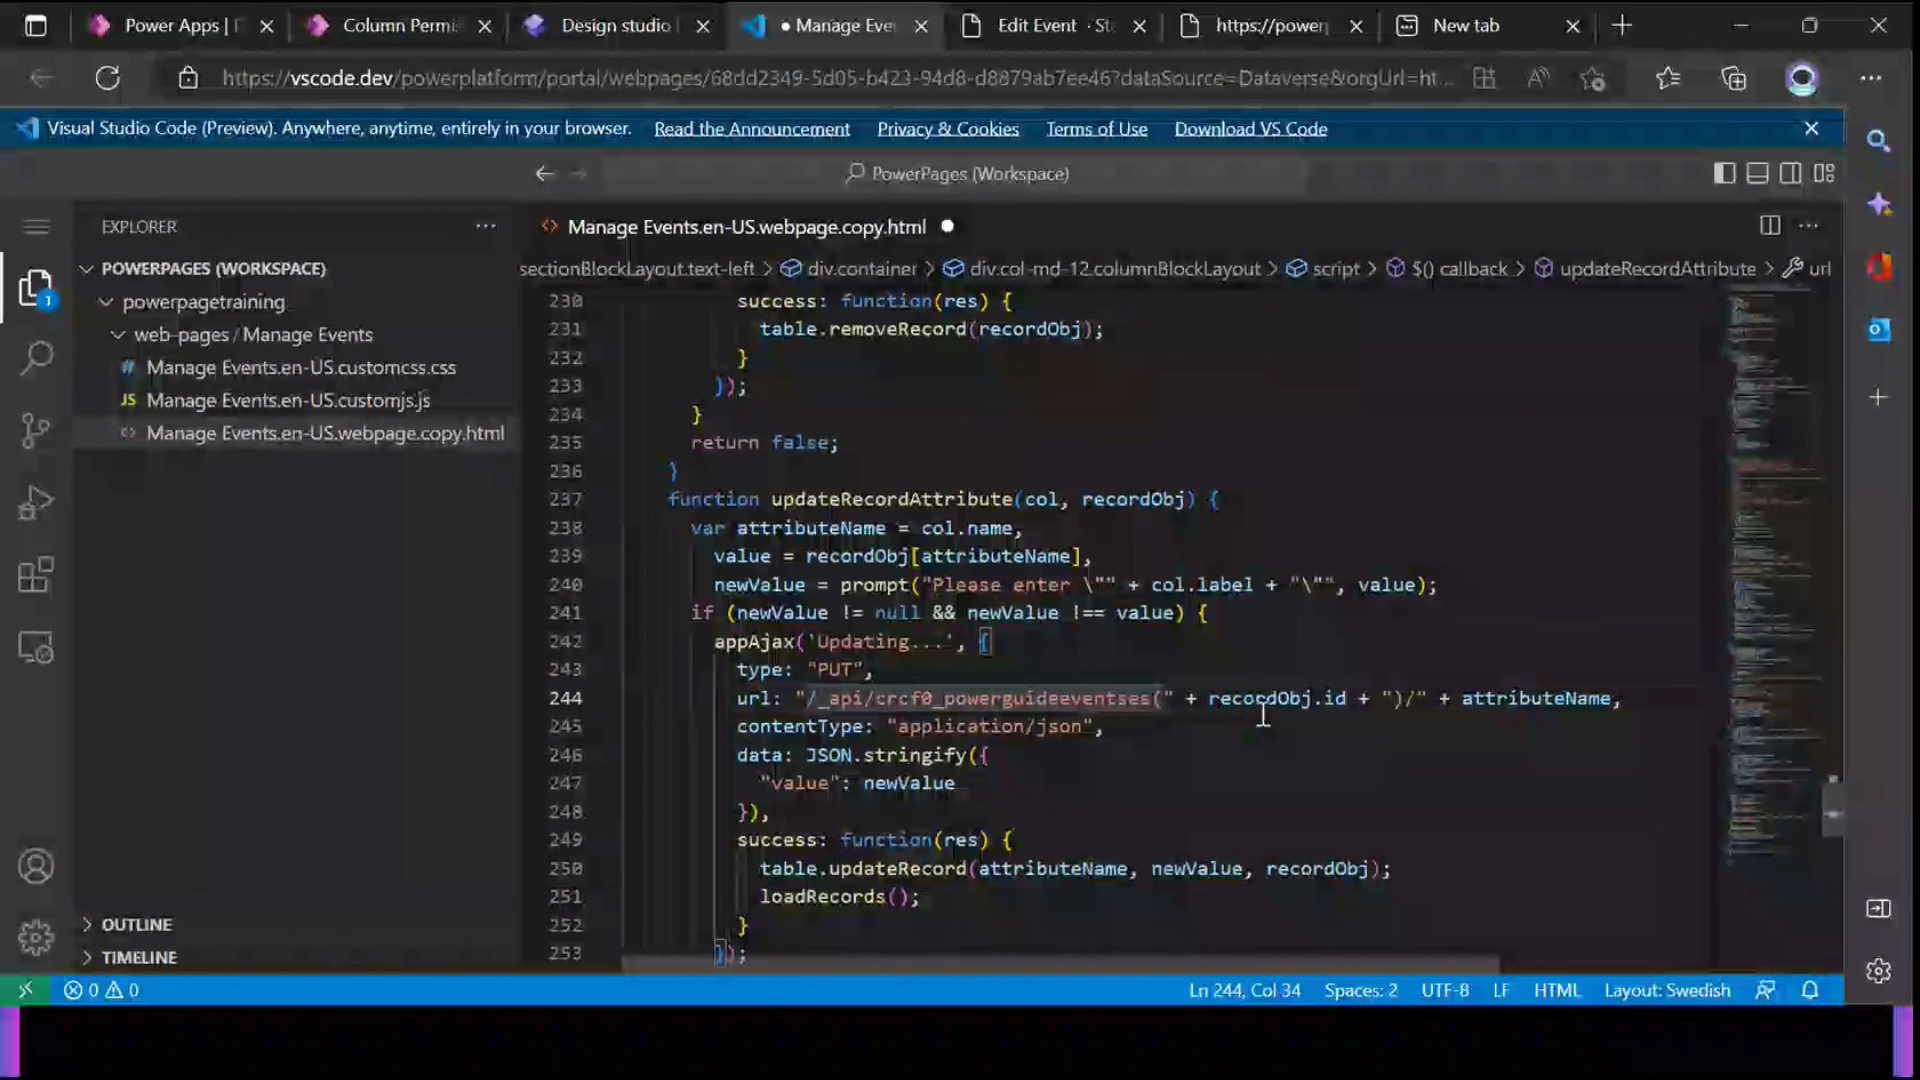 Power Apps |
Column Permi
Design studio
Manage Eve
Edit Event · St
https://power
New tab
https://vscode.dev/powerplatform/portal/webpages/68dd2349-5d05-b423-94d8-d8879ab7ee46?dataSource=Dataverse&orgUrl=ht...
Visual Studio Code (Preview). Anywhere, anytime, entirely in your browser. Read the Announcement Privacy & Cookies Terms of Use Download VS Code
PowerPages (Workspace)
EXPLORER
Manage Events.en-US.webpage.copy.html
POWERPAGES (WORKSPACE)
powerpagetraining
web-pages / Manage Events
Manage Events.en-US.customcss.css
Manage Events.en-US.customjs.js
Manage Events.en-US.webpage.copy.html
1
OUTLINE
TIMELINE
sectionBlockLayout.text-left > div.container > div.col-md-12.columnBlockLayout > script > $() callback > updateRecordAttribute > url
230 success: function(res) {
231 table.removeRecord(recordObj);
232 }
233 });
234 }
235 return false;
236 }
237 function updateRecordAttribute(col, recordObj) {
238 var attributeName = col.name,
239 value = recordObj[attributeName],
240 newValue = prompt("Please enter \"" + col.label + "\"", value);
241 if (newValue != null && newValue !== value) {
242 appAjax('Updating...', {
243 type: "PUT",
244 url: "/_api/crcf0_powerguideeventses(" + recordObj.id + ")/" + attributeName,
245 contentType: "application/json",
246 data: JSON.stringify({
247 "value": newValue
248 }),
249 success: function(res) {
250 table.updateRecord(attributeName, newValue, recordObj);
251 loadRecords();
252 }
253 });
0 0
Ln 244, Col 34 Spaces: 2 UTF-8 LF HTML Layout: Swedish